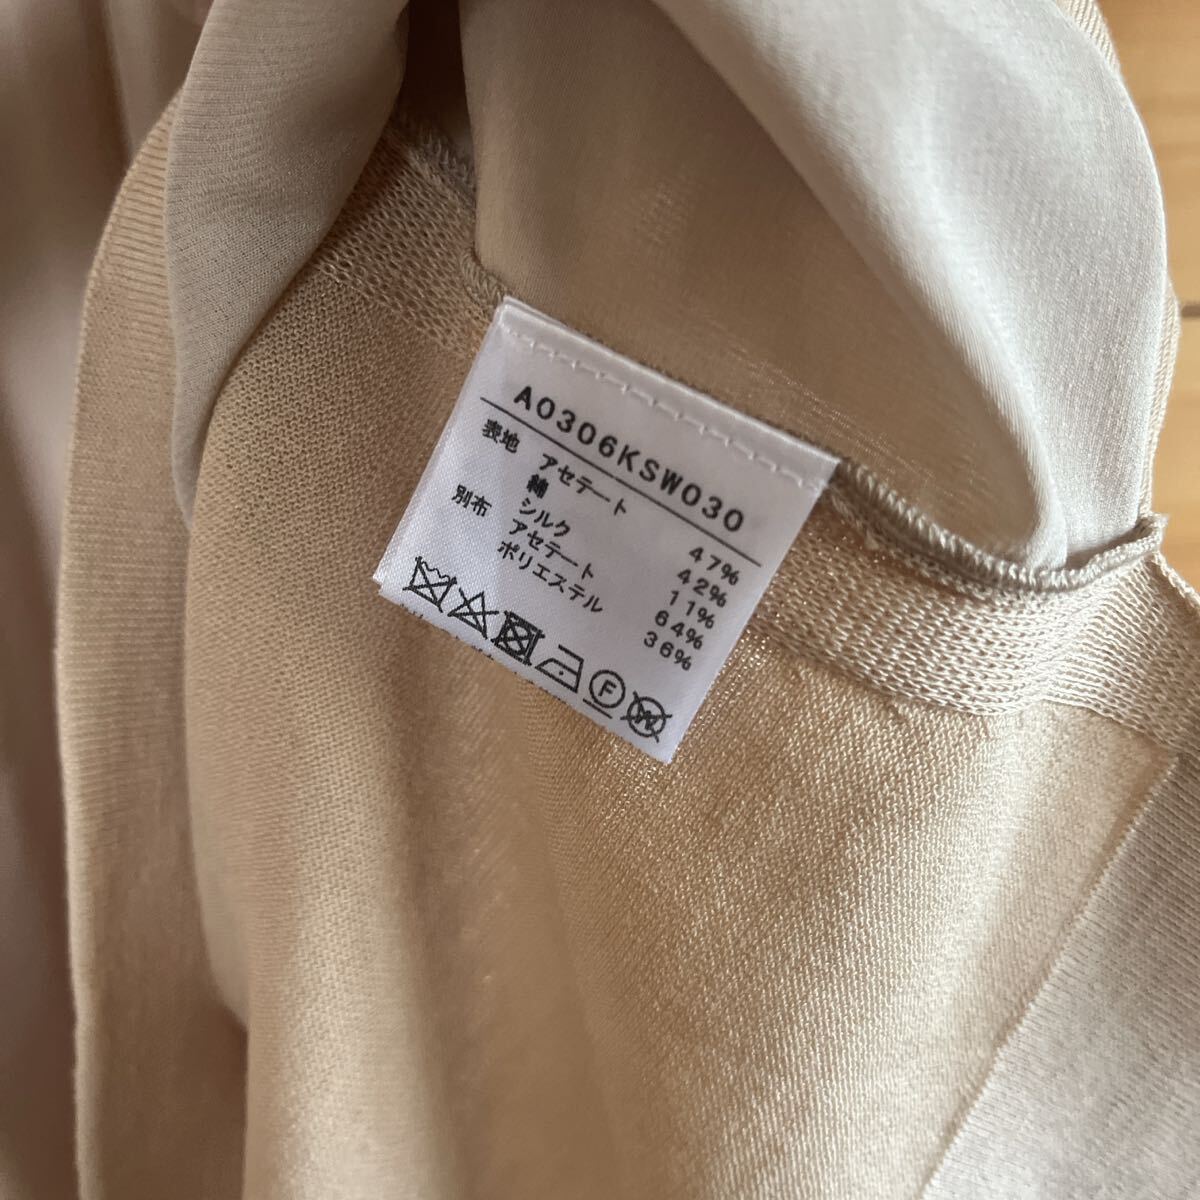 A0306KSW030
表地 アセテート 47%
綿 42%
シルク 11%
別布 アセテート 64%
ポリエステル 36%
F
W